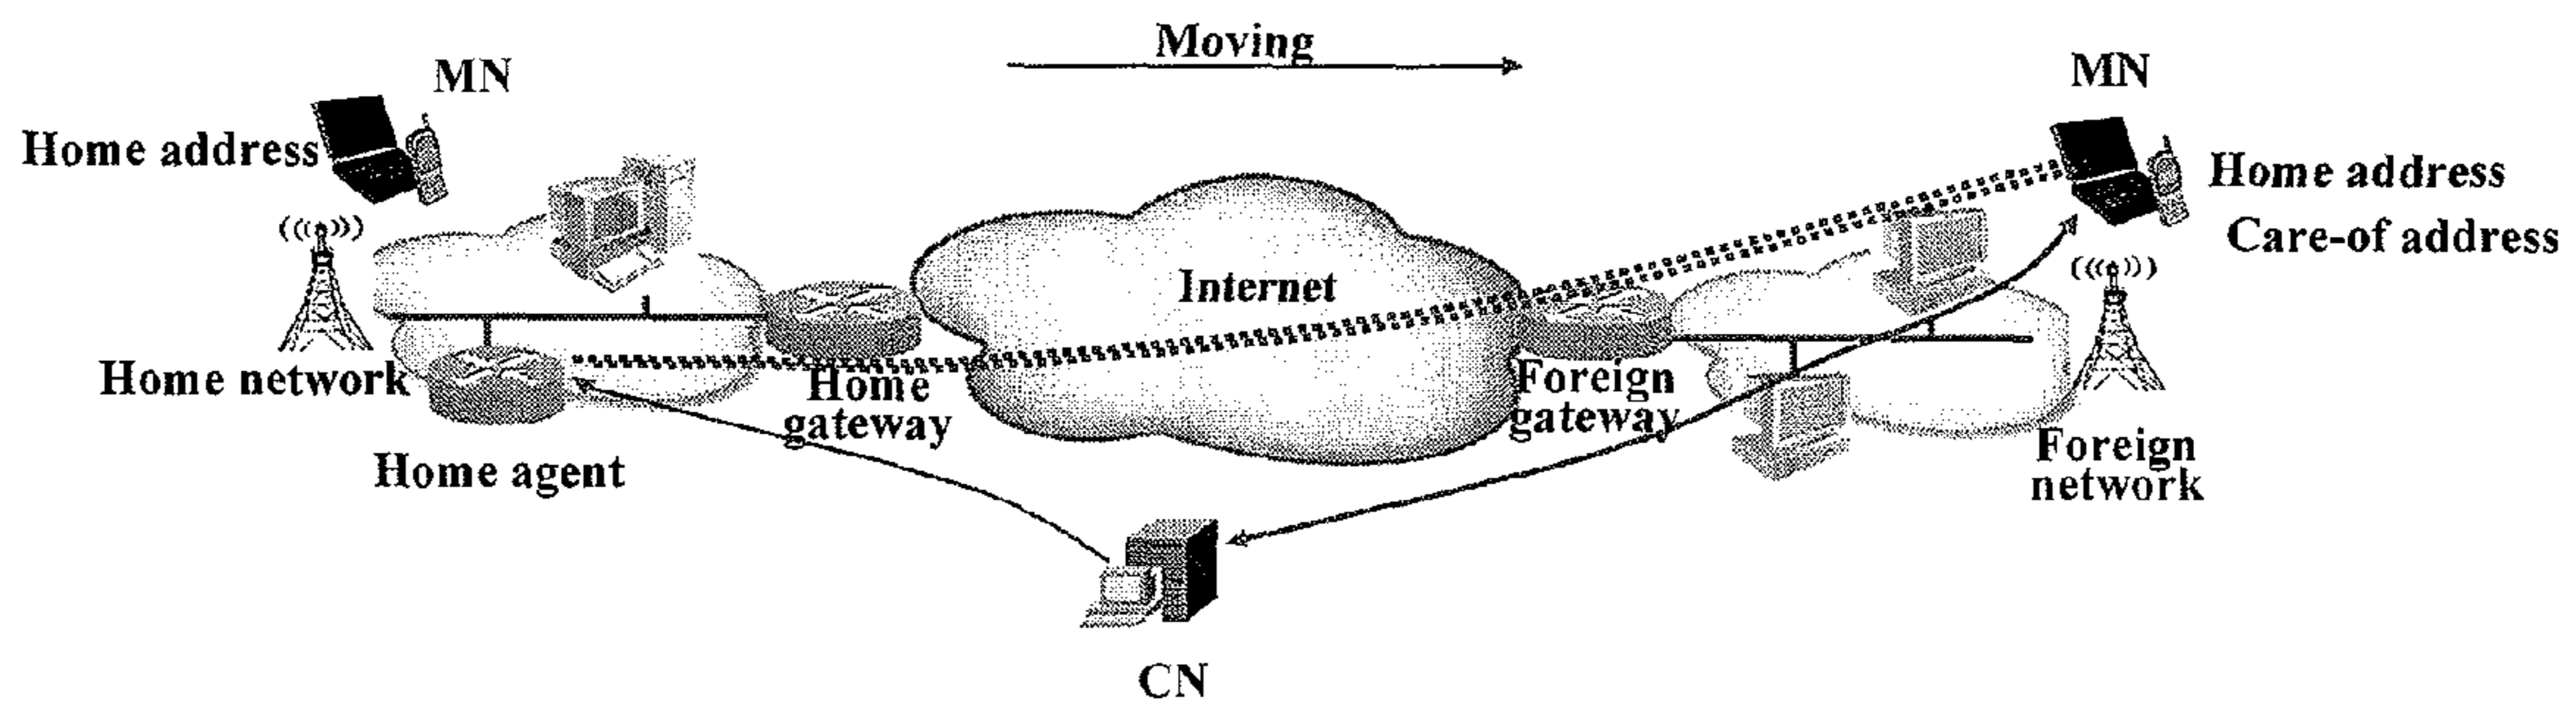 Moving
MN
MN
Home address
Home address
Care-of address
Internet
Home network
Home
gateway
Foreign
gateway
Home agent
Foreign
network
CN